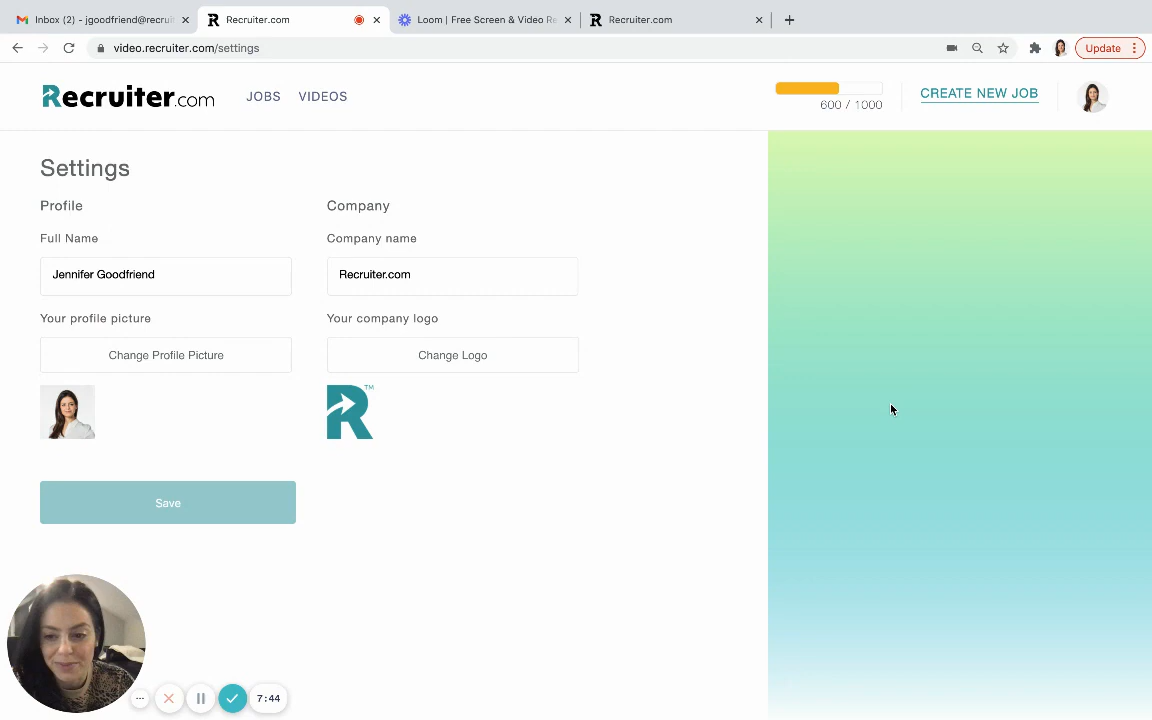 Inbox (2) - jgoodfriend@recrui
Recruiter.com
Loom | Free Screen & Video Re
Recruiter.com
video.recruiter.com/settings
Update
Recruiter.com
JOBS
VIDEOS
600 / 1000
CREATE NEW JOB
Settings
Profile
Company
Full Name
Company name
Jennifer Goodfriend
Recruiter.com
Your profile picture
Your company logo
Change Profile Picture
Change Logo
R™
Save
7:44